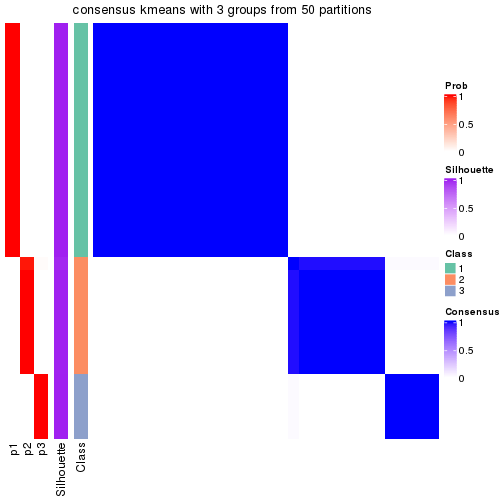 consensus kmeans with 3 groups from 50 partitions
Prob
1
0.5
0
Silhouette
1
0.5
0
Class
1
2
3
Consensus
1
0.5
0
p1
p2
p3
Silhouette
Class